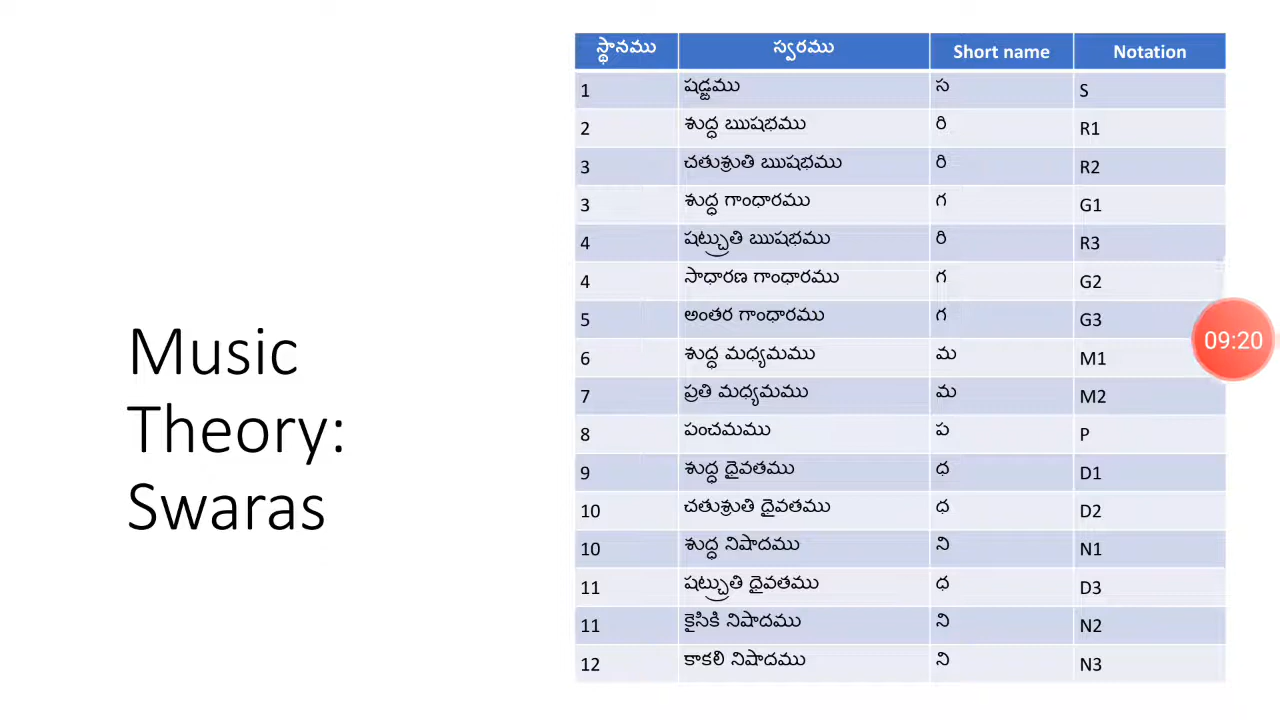 Music
Theory:
Swaras
స్థానము స్వరము Short name Notation
1 షడ్జము స S
2 శుద్ధ ఋషభము రి R1
3 చతుశ్రుతి ఋషభము రి R2
3 శుద్ధ గాంధారము గ G1
4 షట్చ్రుతి ఋషభము రి R3
4 సాధారణ గాంధారము గ G2
5 అంతర గాంధారము గ G3
6 శుద్ధ మధ్యమము మ M1
7 ప్రతి మధ్యమము మ M2
8 పంచమము ప P
9 శుద్ధ దైవతము ధ D1
10 చతుశ్రుతి దైవతము ధ D2
10 శుద్ధ నిషాదము ని N1
11 షట్చ్రుతి దైవతము ధ D3
11 కైసికి నిషాదము ని N2
12 కాకలి నిషాదము ని N3
09:20